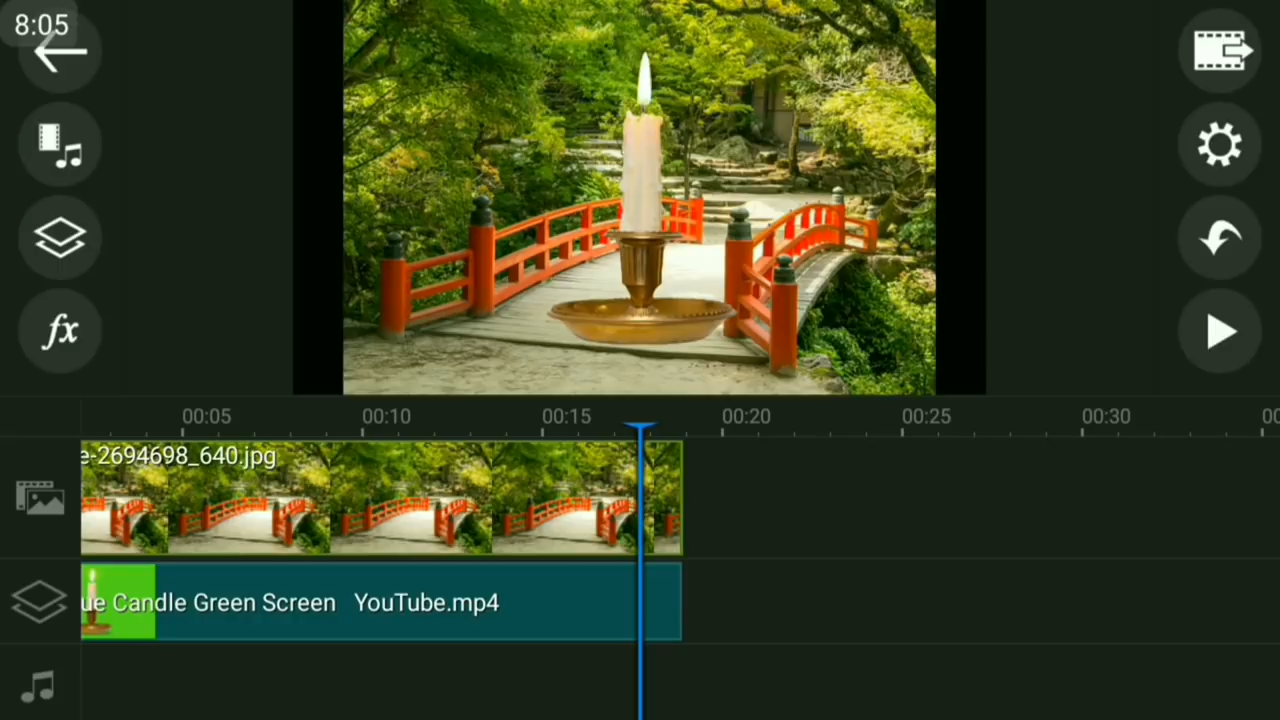 8:05
fx
00:05 00:10 00:15 00:20 00:25 00:30
e-2694698_640.jpg
ue Candle Green Screen YouTube.mp4